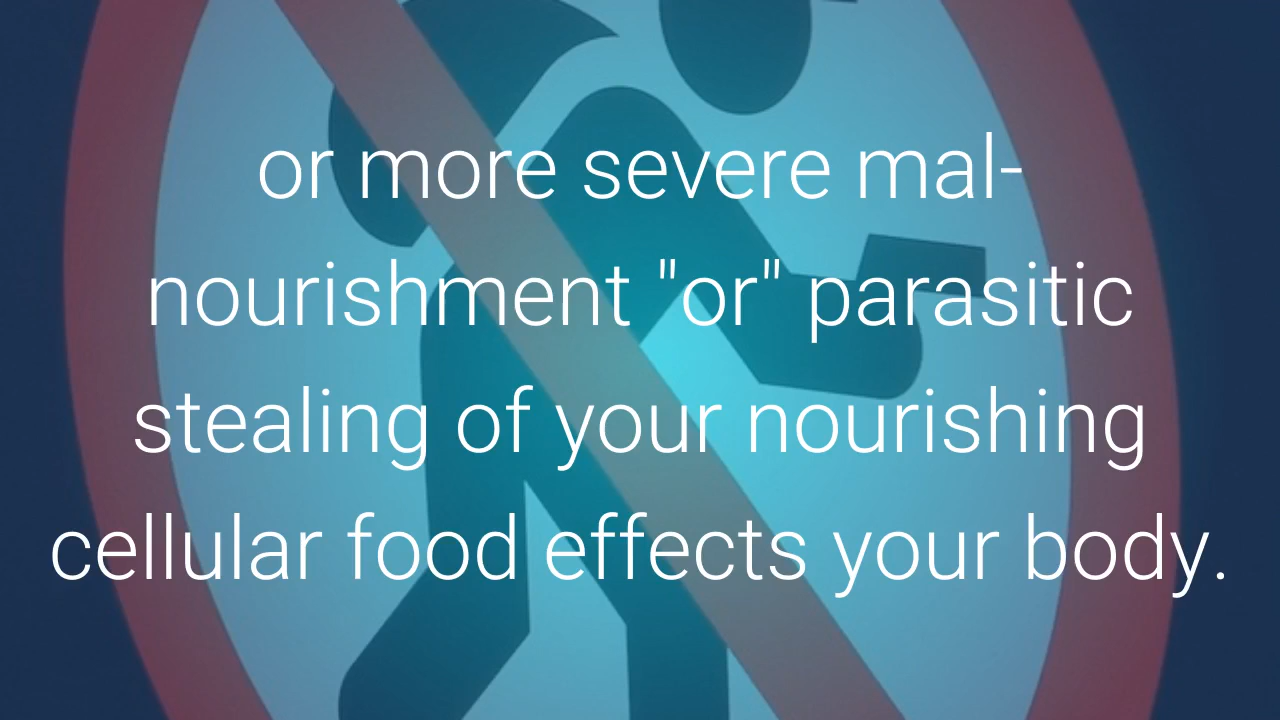 or more severe mal-
nourishment "or" parasitic
stealing of your nourishing
cellular food effects your body.